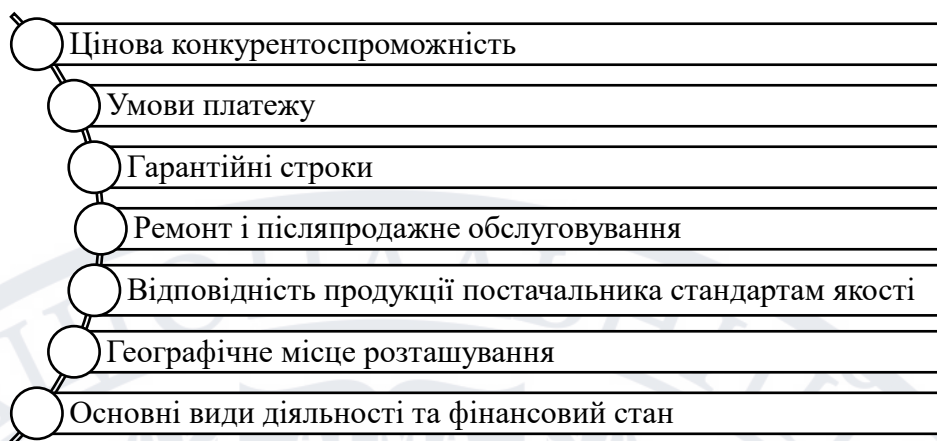 Цінова конкурентоспроможність
Умови платежу
Гарантійні строки
Ремонт і післяпродажне обслуговування
Відповідність продукції постачальника стандартам якості
Географічне місце розташування
Основні види діяльності та фінансовий стан